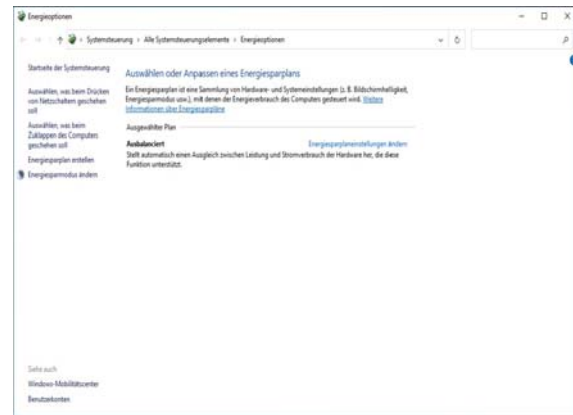 Energieoptionen
Systemsteuerung > Alle Systemsteuerungselemente > Energieoptionen
Startseite der Systemsteuerung
Auswählen, was beim Drücken
von Netzschaltern geschehen
soll
Auswählen, was beim
Zuklappen des Computers
geschehen soll
Energiesparplan erstellen
Energiesparmodus ändern
Auswählen oder Anpassen eines Energiesparplans
Ein Energiesparplan ist eine Sammlung von Hardware- und Systemeinstellungen (z. B. Bildschirmhelligkeit,
Energiesparmodus usw.), mit denen der Energieverbrauch des Computers gesteuert wird. Weitere
Informationen über Energiesparpläne
Ausgewählter Plan
Ausbalanciert Energiesparplaneinstellungen ändern
Stellt automatisch einen Ausgleich zwischen Leistung und Stromverbrauch der Hardware her, die diese
Funktion unterstützt.
Siehe auch
Windows-Mobilitätscenter
Benutzerkonten